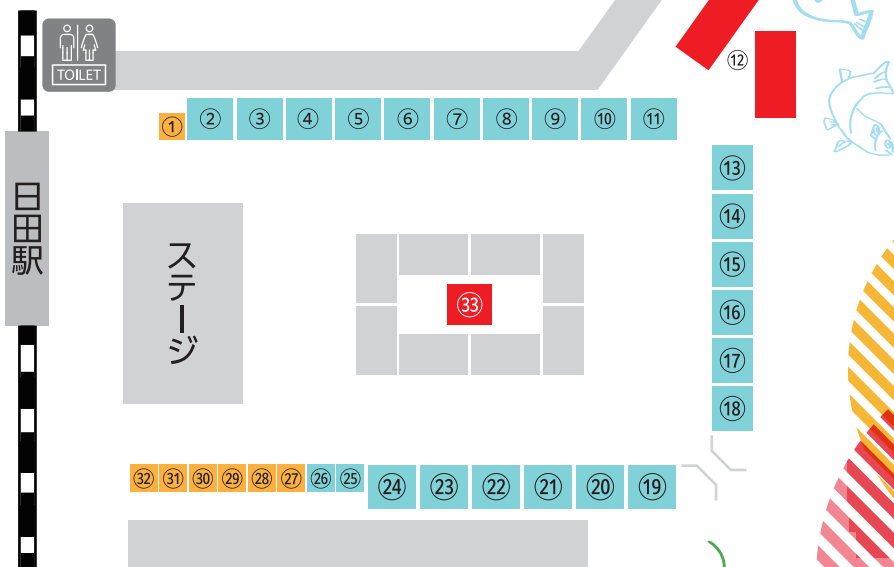 TOILET
⑫
① ② ③ ④ ⑤ ⑥ ⑦ ⑧ ⑨ ⑩ ⑪
⑬
⑭
⑮
⑯
⑰
⑱
日田駅
ステージ
㉝
㉜ ㉛ ㉚ ㉙ ㉘ ㉗ ㉖ ㉕ ㉔ ㉓ ㉒ ㉑ ⑳ ⑲